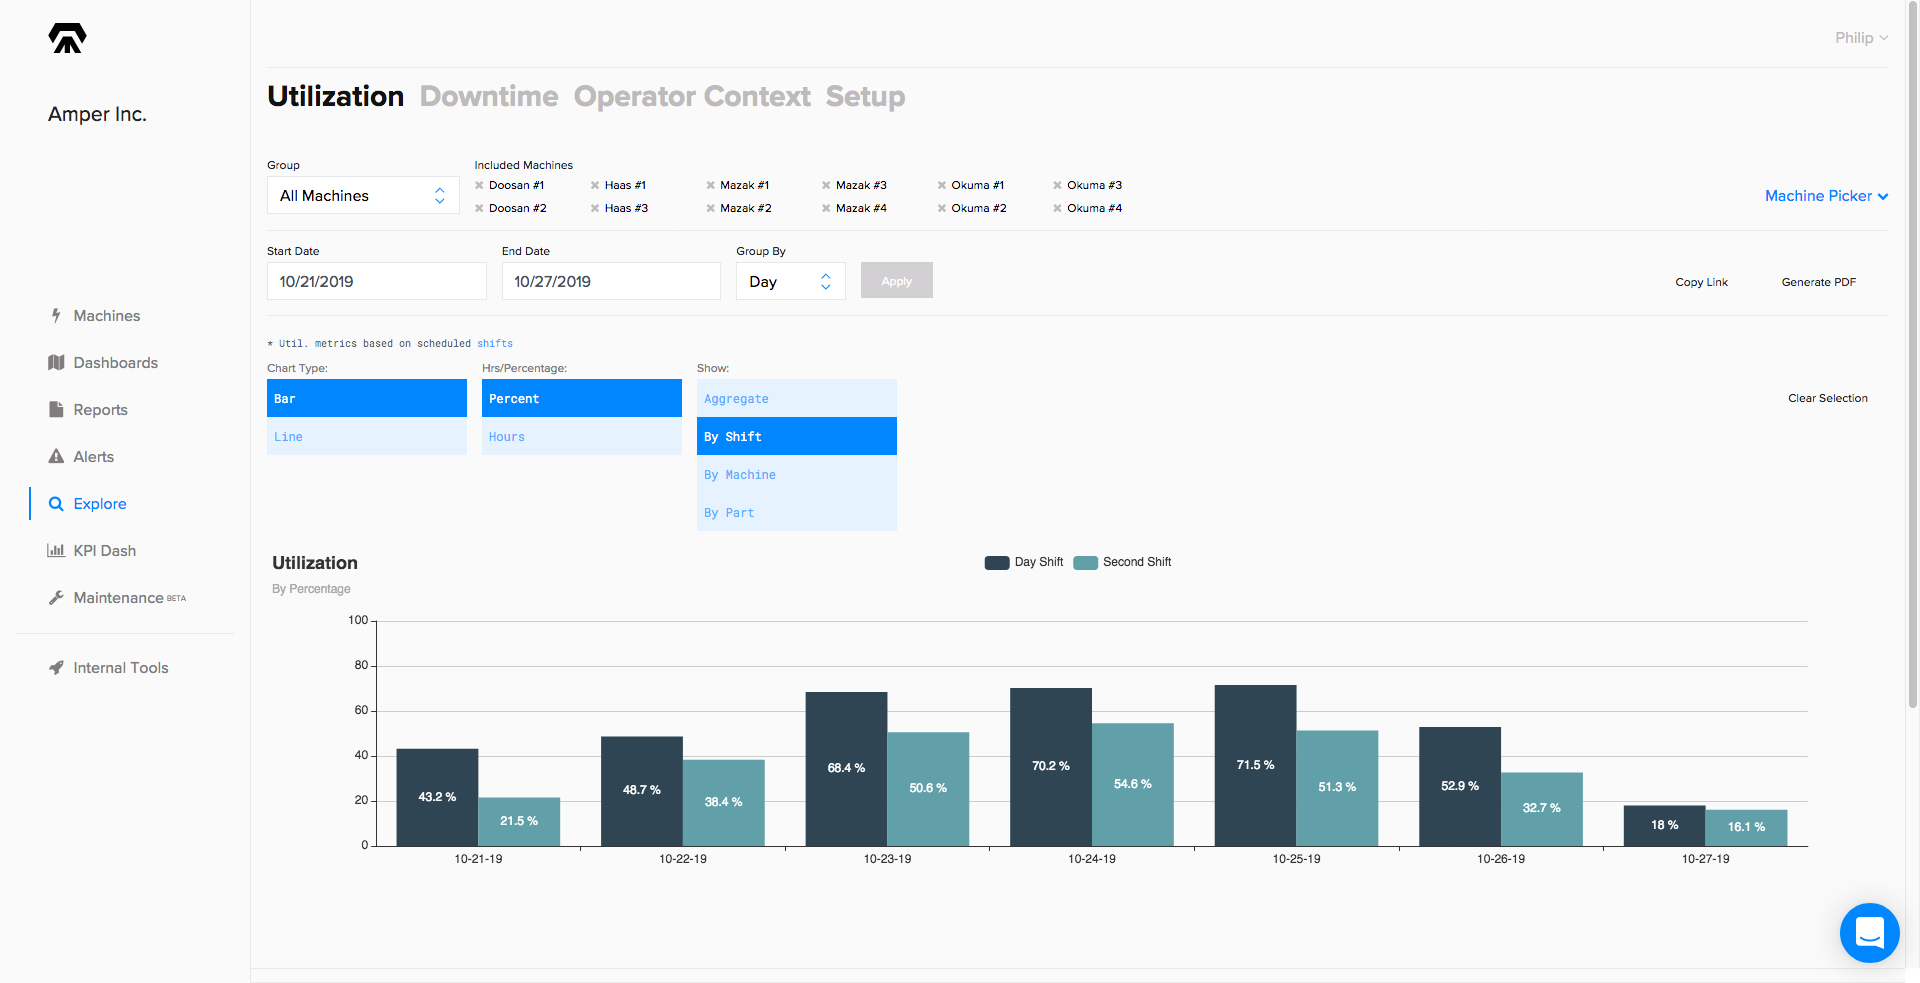 Philip
Amper Inc.
Utilization Downtime Operator Context Setup
Group
All Machines
Included Machines
Doosan #1 Haas #1 Mazak #1 Mazak #3 Okuma #1 Okuma #3
Doosan #2 Haas #3 Mazak #2 Mazak #4 Okuma #2 Okuma #4
Machine Picker
Start Date End Date Group By
10/21/2019 10/27/2019 Day Apply Copy Link Generate PDF
Machines
Dashboards
Reports
Alerts
Explore
KPI Dash
Maintenance BETA
Internal Tools
* Util. metrics based on scheduled shifts
Chart Type: Hrs/Percentage: Show:
Bar Percent Aggregate Clear Selection
Line Hours By Shift
By Machine
By Part
Utilization
By Percentage
Day Shift Second Shift
100
80
60
40
20
0
43.2 % 21.5 % 48.7 % 38.4 % 68.4 % 50.6 % 70.2 % 54.6 % 71.5 % 51.3 % 52.9 % 32.7 % 18 % 16.1 %
10-21-19 10-22-19 10-23-19 10-24-19 10-25-19 10-26-19 10-27-19